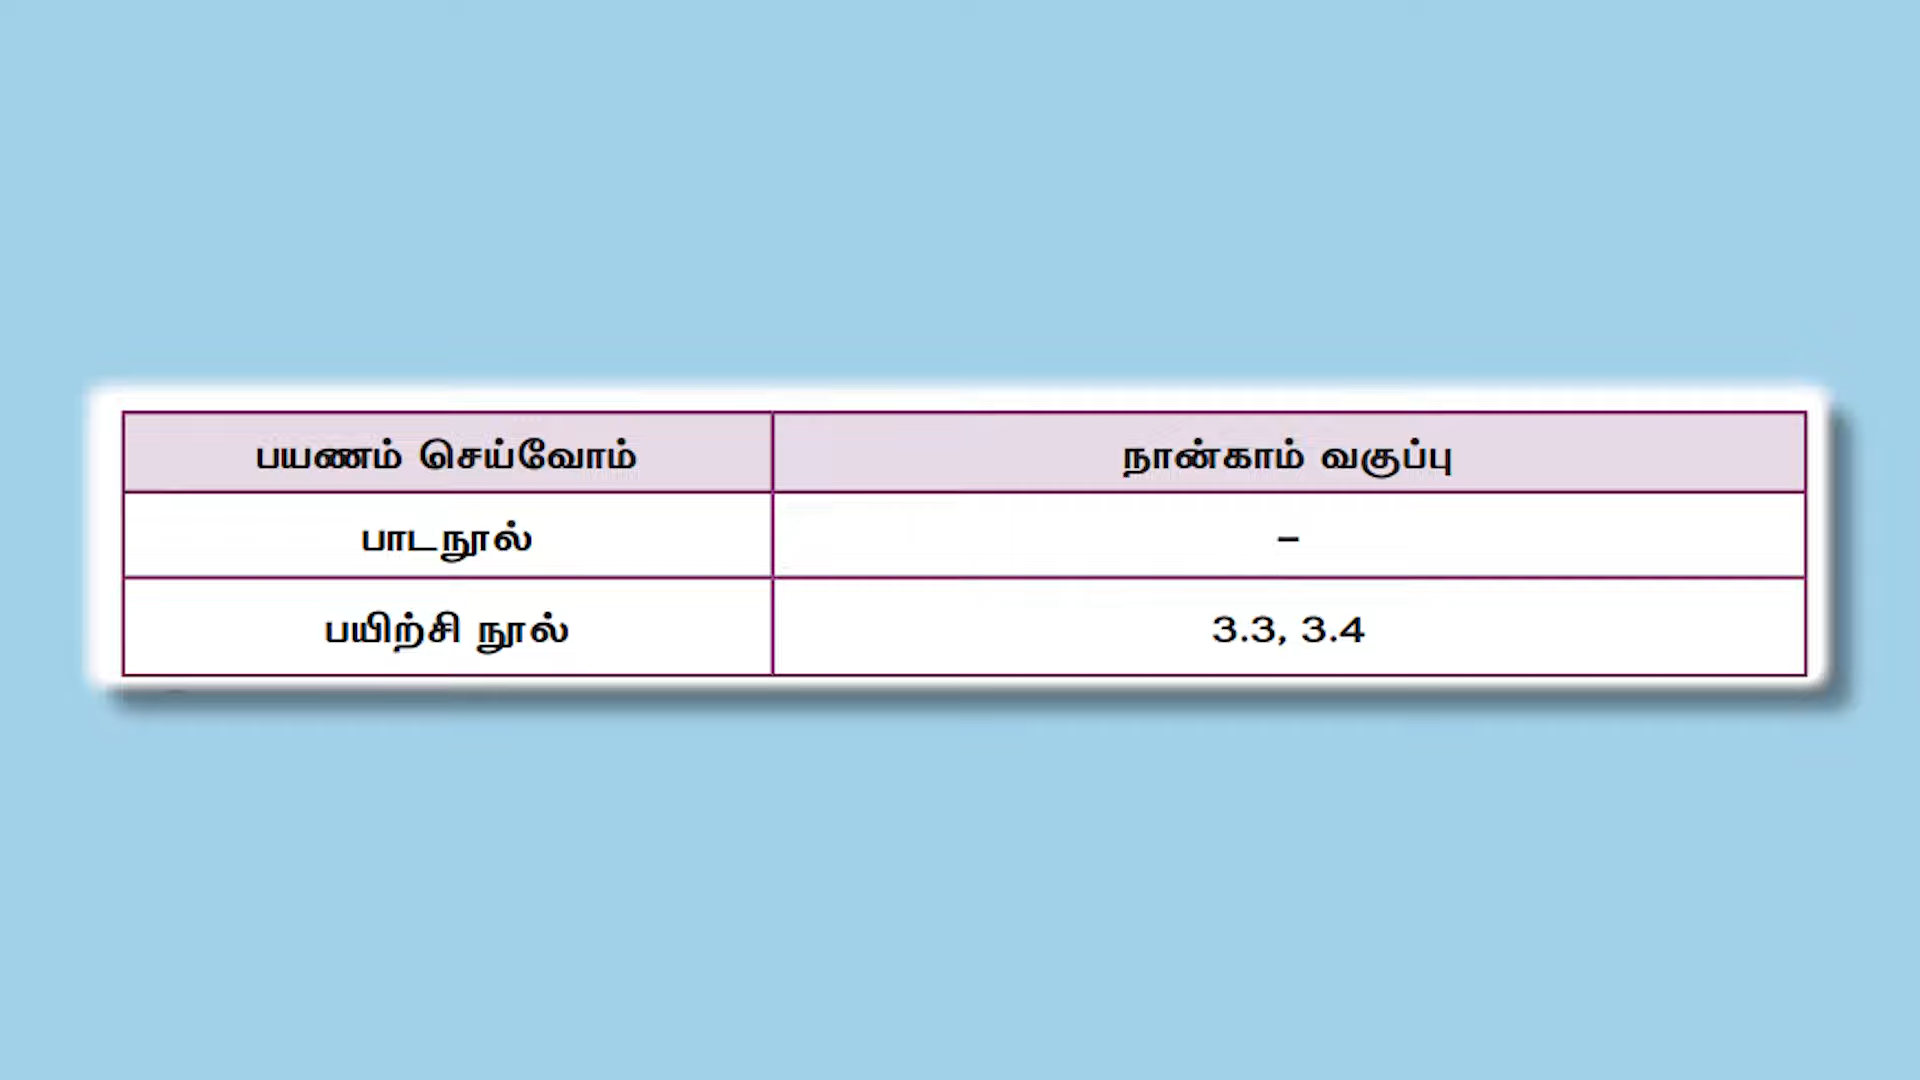 பயணம் செய்வோம் நான்காம் வகுப்பு
பாடநூல் –
பயிற்சி நூல் 3.3, 3.4